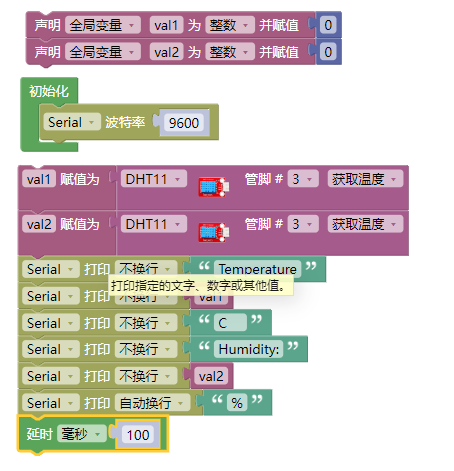 声明 全局变量 val1 为 整数 并赋值 0
声明 全局变量 val2 为 整数 并赋值 0
初始化
Serial 波特率 9600
val1 赋值为 DHT11 管脚 # 3 获取温度
val2 赋值为 DHT11 管脚 # 3 获取温度
Serial 打印 不换行 “ Temperature ”
打印指定的文字、数字或其他值。
Serial 打印 不换行 val1
Serial 打印 不换行 “ C ”
Serial 打印 不换行 “ Humidity: ”
Serial 打印 不换行 val2
Serial 打印 自动换行 “ % ”
延时 毫秒 100